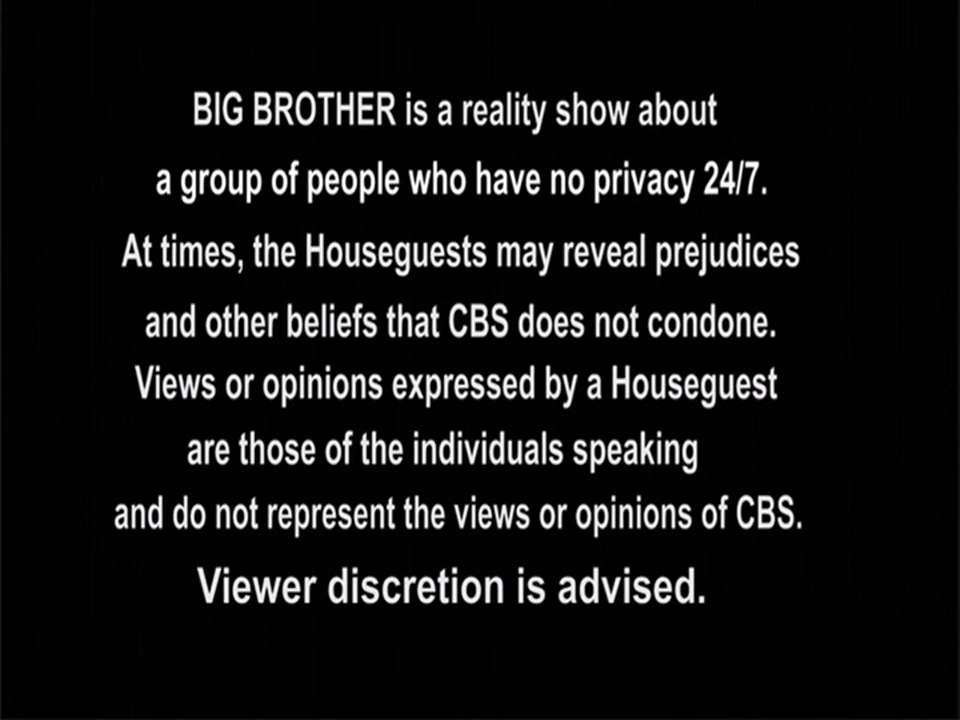 BIG BROTHER is a reality show about
a group of people who have no privacy 24/7.
At times, the Houseguests may reveal prejudices
and other beliefs that CBS does not condone.
Views or opinions expressed by a Houseguest
are those of the individuals speaking
and do not represent the views or opinions of CBS.
Viewer discretion is advised.